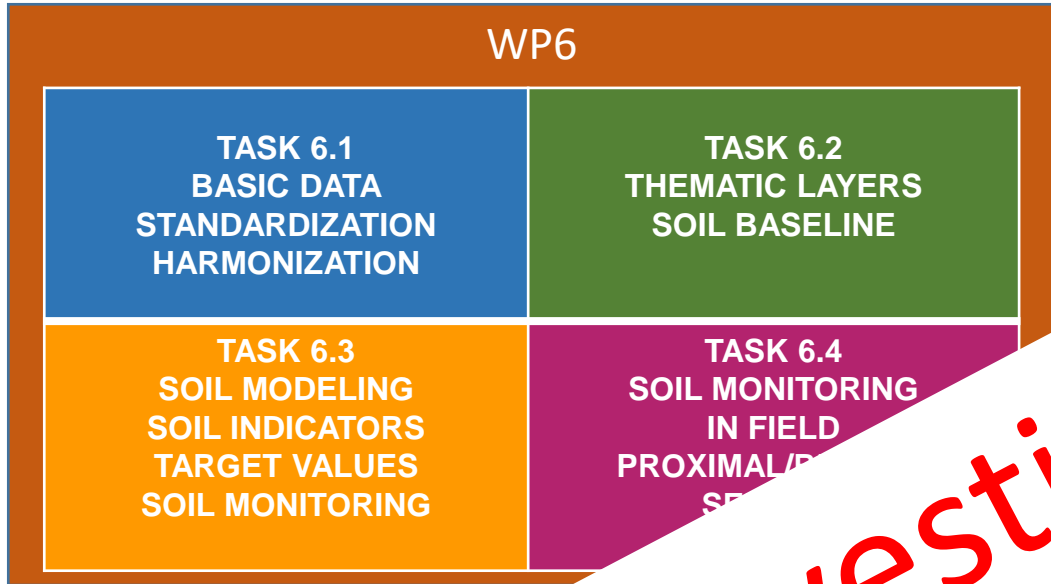 WP6
TASK 6.1
BASIC DATA
STANDARDIZATION
HARMONIZATION
TASK 6.2
THEMATIC LAYERS
SOIL BASELINE
TASK 6.3
SOIL MODELING
SOIL INDICATORS
TARGET VALUES
SOIL MONITORING
TASK 6.4
SOIL MONITORING
IN FIELD